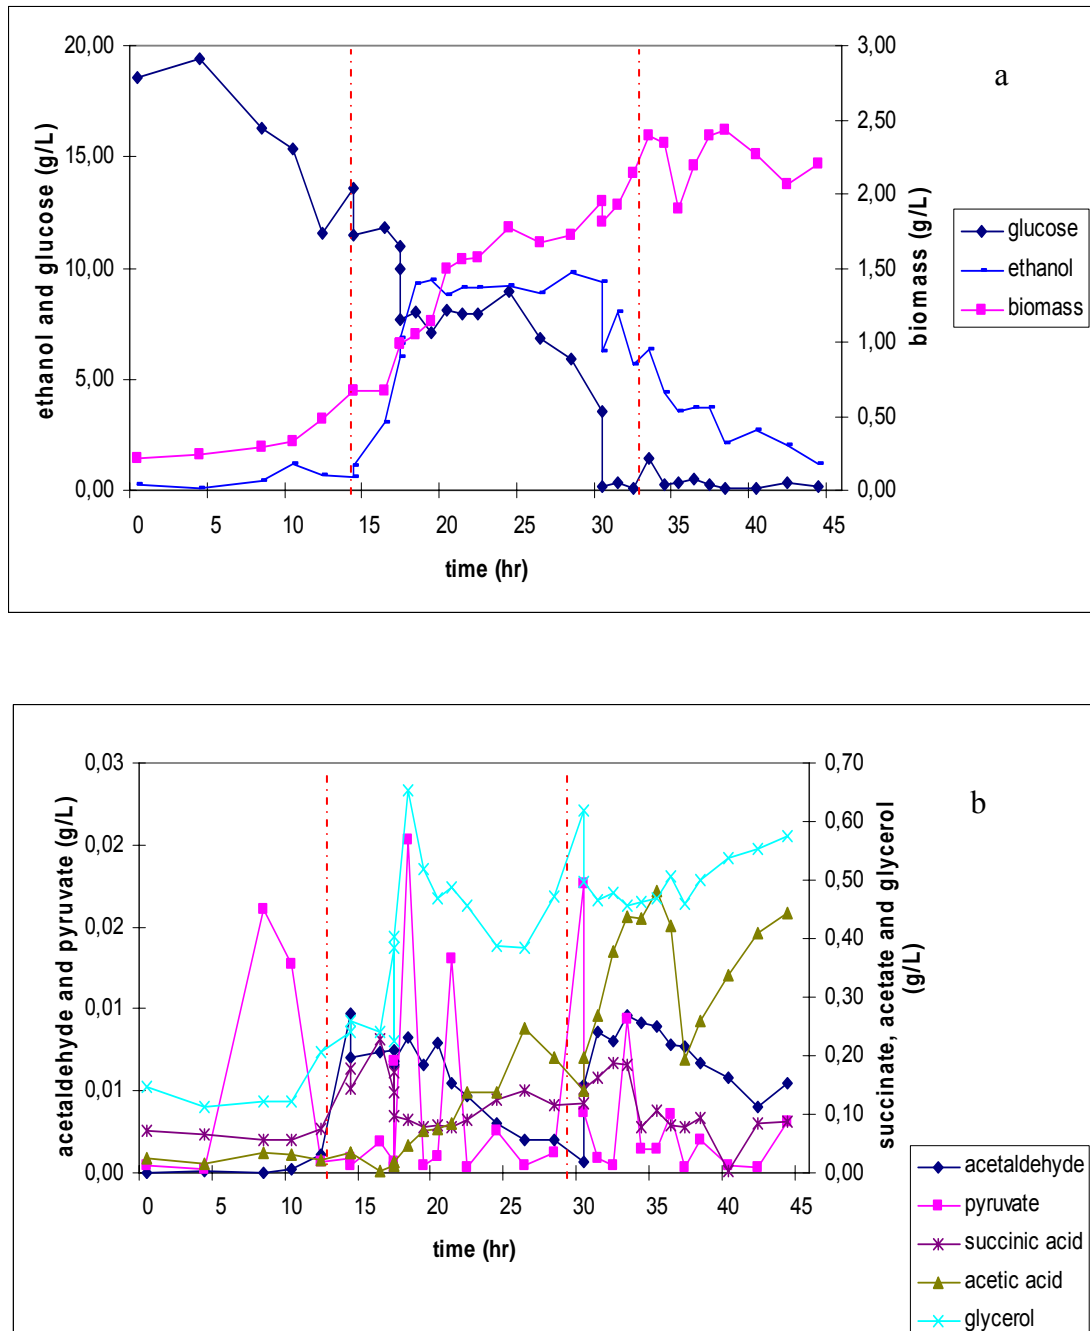 a
20,00
15,00
10,00
5,00
0,00
ethanol and glucose (g/L)
3,00
2,50
2,00
1,50
1,00
0,50
0,00
biomass (g/L)
0 5 10 15 20 25 30 35 40 45
time (hr)
glucose
ethanol
biomass
b
0,03
0,02
0,02
0,01
0,01
0,00
acetaldehyde and pyruvate (g/L)
0,70
0,60
0,50
0,40
0,30
0,20
0,10
0,00
succinate, acetate and glycerol
(g/L)
0 5 10 15 20 25 30 35 40 45
time (hr)
acetaldehyde
pyruvate
succinic acid
acetic acid
glycerol